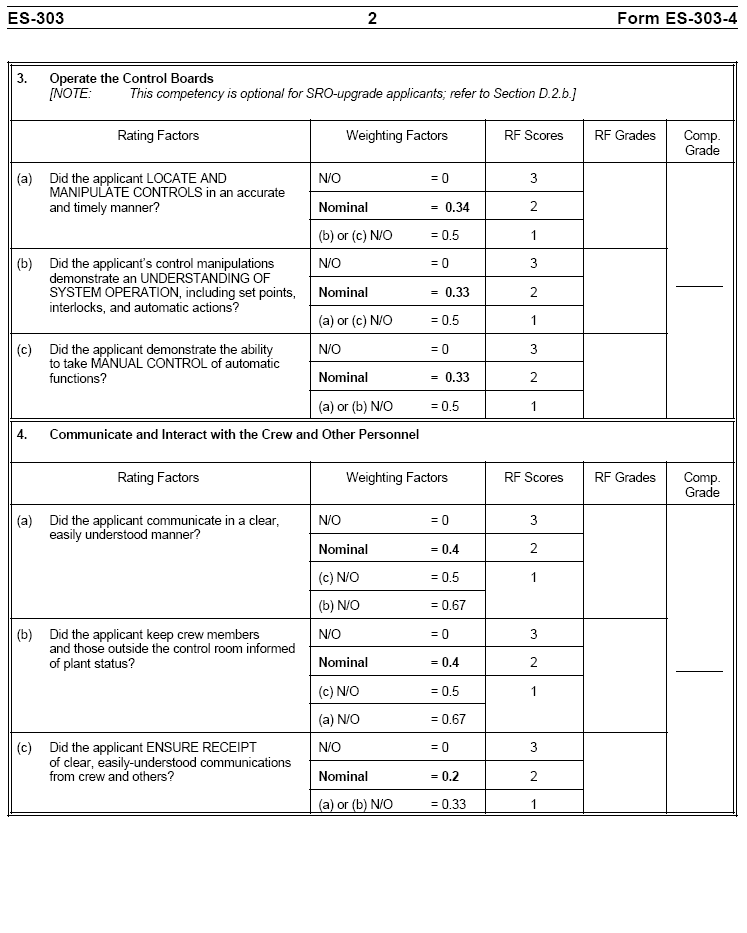 ES-303 2 Form ES-303-4
3. Operate the Control Boards
[NOTE: This competency is optional for SRO-upgrade applicants; refer to Section D.2.b.]
Rating Factors Weighting Factors RF Scores RF Grades Comp.
Grade
(a) Did the applicant LOCATE AND N/O = 0 3
MANIPULATE CONTROLS in an accurate
and timely manner? Nominal = 0.34 2
(b) or (c) N/O = 0.5 1
(b) Did the applicant's control manipulations N/O = 0 3
demonstrate an UNDERSTANDING OF
SYSTEM OPERATION, including set points, Nominal = 0.33 2
interlocks, and automatic actions?
(a) or (c) N/O = 0.5 1
(c) Did the applicant demonstrate the ability N/O = 0 3
to take MANUAL CONTROL of automatic
functions? Nominal = 0.33 2
(a) or (b) N/O = 0.5 1
4. Communicate and Interact with the Crew and Other Personnel
Rating Factors Weighting Factors RF Scores RF Grades Comp.
Grade
(a) Did the applicant communicate in a clear, N/O = 0 3
easily understood manner?
Nominal = 0.4 2
(c) N/O = 0.5 1
(b) N/O = 0.67
(b) Did the applicant keep crew members N/O = 0 3
and those outside the control room informed
of plant status? Nominal = 0.4 2
(c) N/O = 0.5 1
(a) N/O = 0.67
(c) Did the applicant ENSURE RECEIPT N/O = 0 3
of clear, easily-understood communications
from crew and others? Nominal = 0.2 2
(a) or (b) N/O = 0.33 1